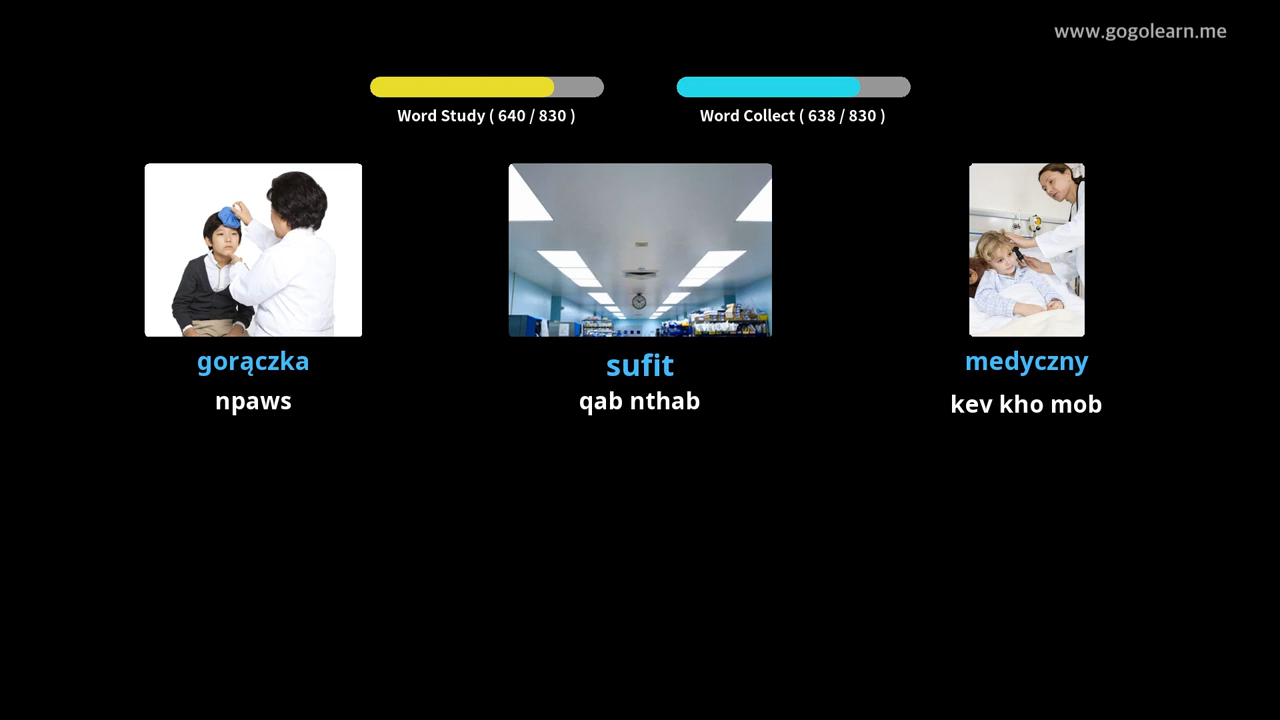 www.gogolearn.me
Word Study ( 640 / 830 )
Word Collect ( 638 / 830 )
gorączka
sufit
medyczny
npaws
qab nthab
kev kho mob